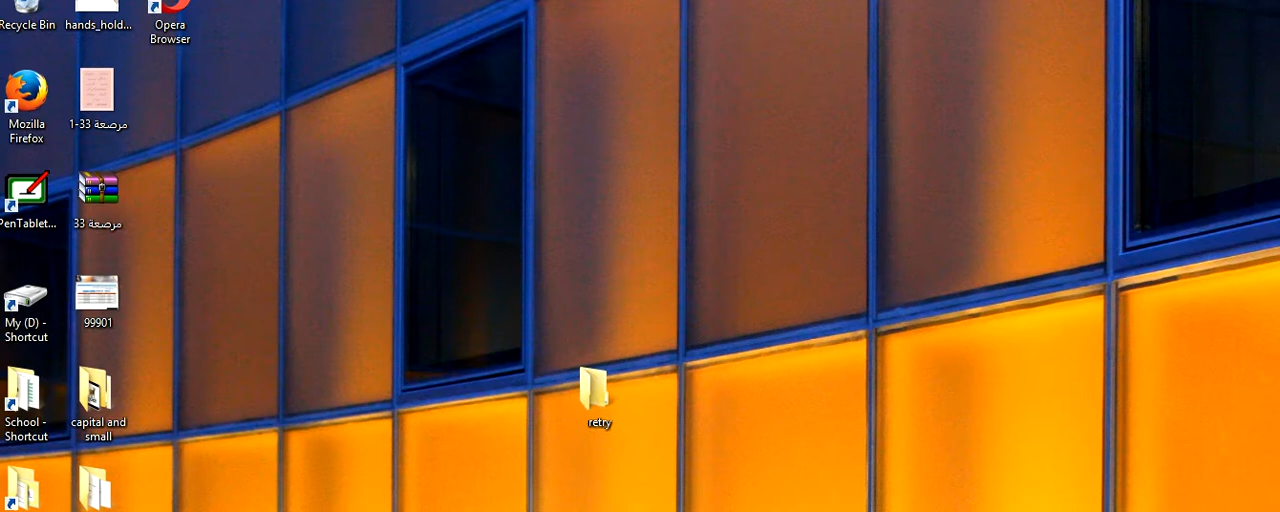 Recycle Bin
hands_hold...
Opera
Browser
Mozilla
Firefox
مرصعة 33-1
PenTablet...
مرصعة 33
My (D) -
Shortcut
99901
School -
Shortcut
capital and
small
retry